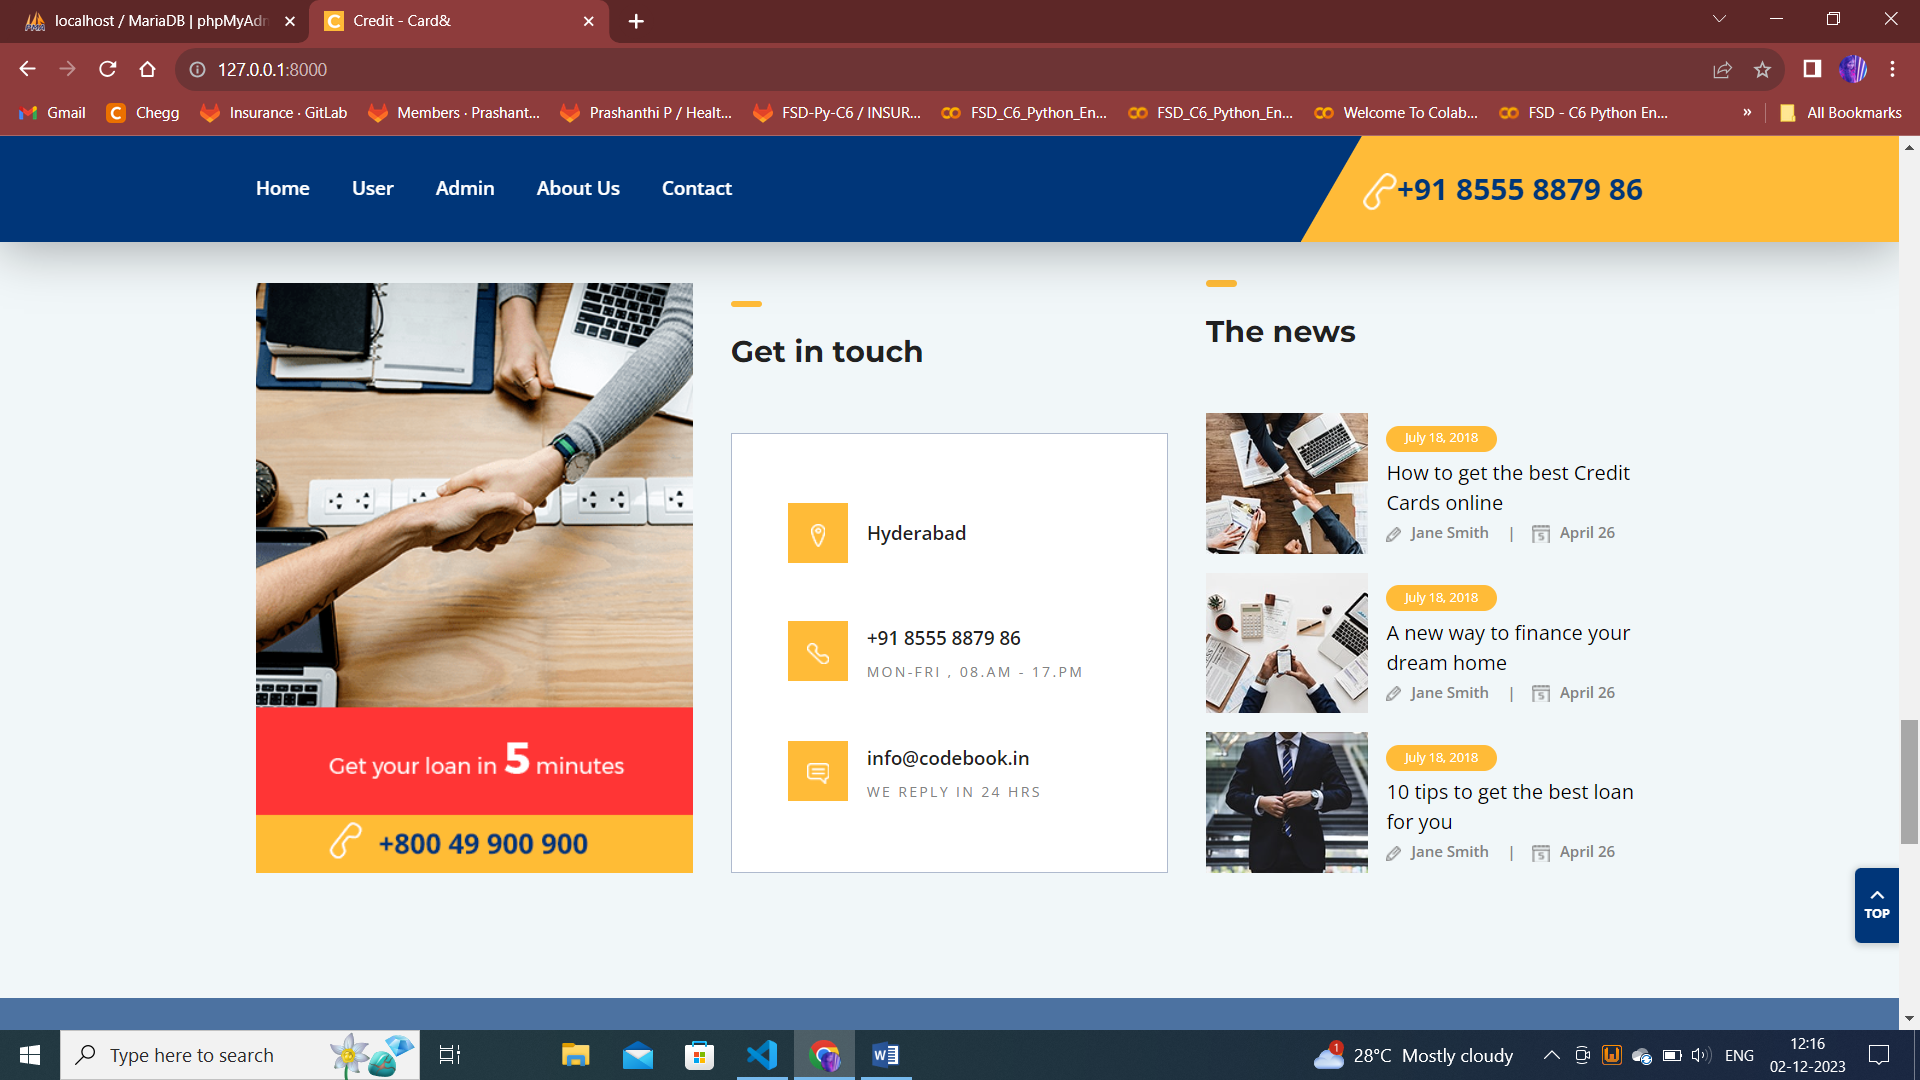 localhost / MariaDB | phpMyAdm
Credit - Card&
127.0.0.1:8000
Gmail
Chegg
Insurance · GitLab
Members · Prashant...
Prashanthi P / Healt...
FSD-Py-C6 / INSUR...
FSD_C6_Python_En...
FSD_C6_Python_En...
Welcome To Colab...
FSD - C6 Python En...
»
All Bookmarks
Home
User
Admin
About Us
Contact
+91 8555 8879 86
Get your loan in 5 minutes
+800 49 900 900
Get in touch
Hyderabad
+91 8555 8879 86
MON-FRI , 08.AM - 17.PM
info@codebook.in
WE REPLY IN 24 HRS
The news
July 18, 2018
How to get the best Credit
Cards online
Jane Smith | April 26
July 18, 2018
A new way to finance your
dream home
Jane Smith | April 26
July 18, 2018
10 tips to get the best loan
for you
Jane Smith | April 26
TOP
Type here to search
1
28°C Mostly cloudy
ENG
12:16
02-12-2023